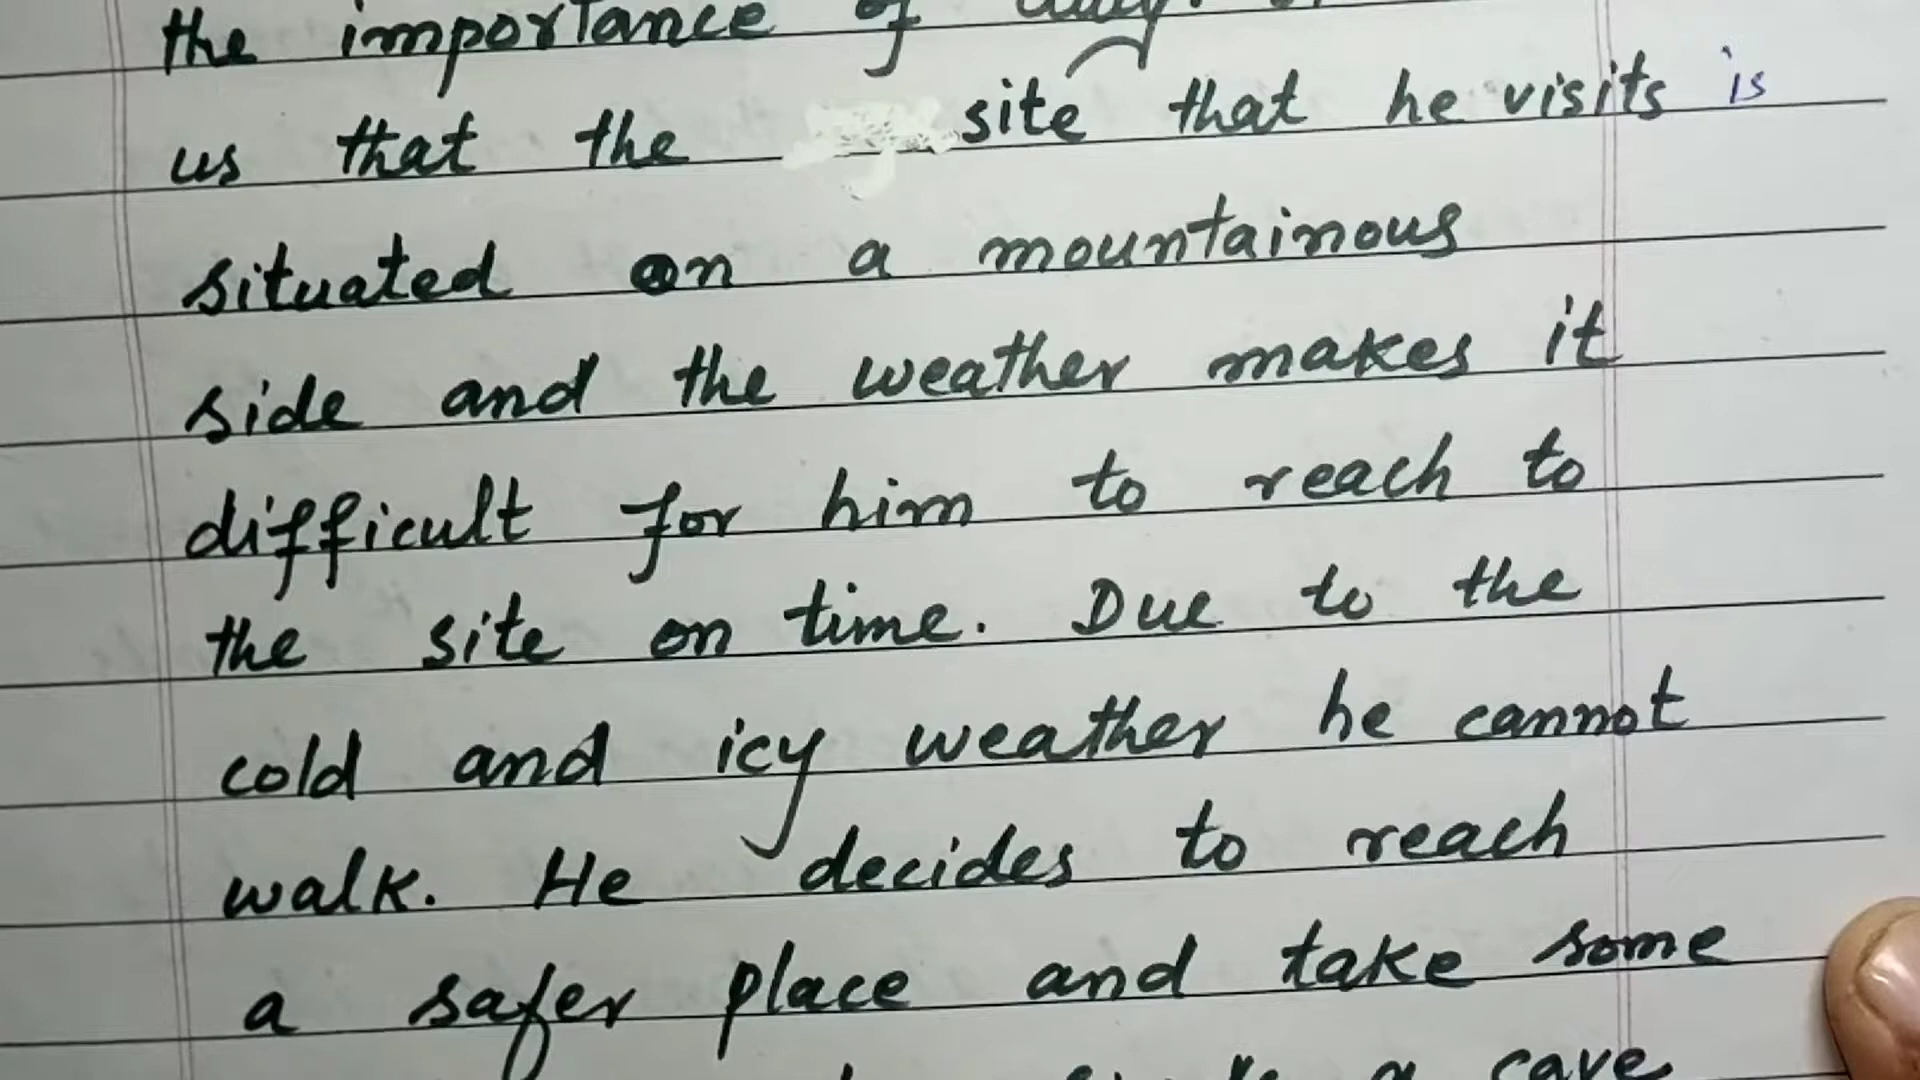 the importance of
us that the site that he visits is
situated on a mountainous
side and the weather makes it
difficult for him to reach to
the site on time. Due to the
cold and icy weather he cannot
walk. He decides to reach
a safer place and take some
a cave